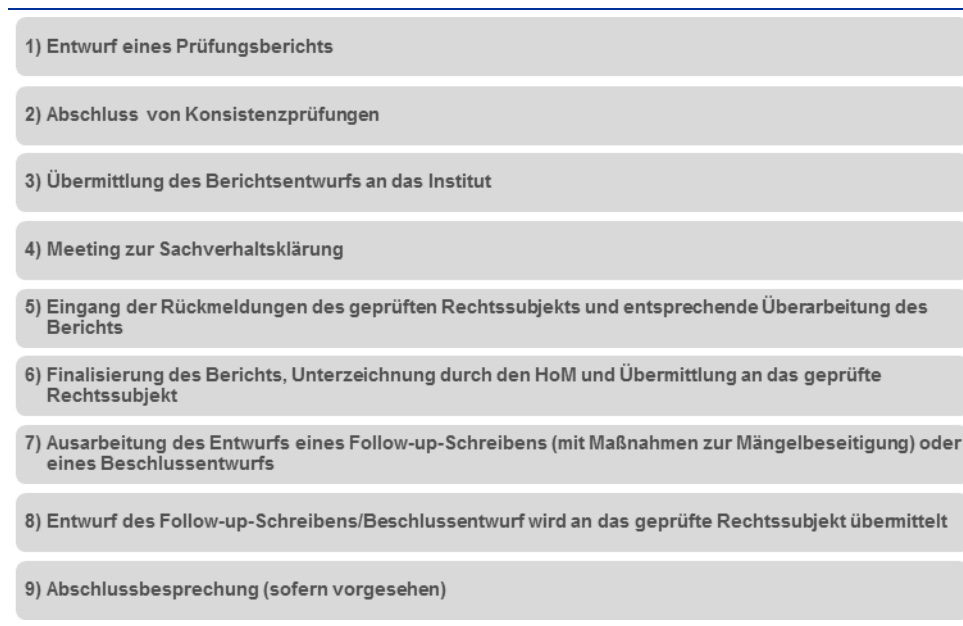 1) Entwurf eines Prüfungsberichts
2) Abschluss von Konsistenzprüfungen
3) Übermittlung des Berichtsentwurfs an das Institut
4) Meeting zur Sachverhaltsklärung
5) Eingang der Rückmeldungen des geprüften Rechtssubjekts und entsprechende Überarbeitung des
Berichts
6) Finalisierung des Berichts, Unterzeichnung durch den HoM und Übermittlung an das geprüfte
Rechtssubjekt
7) Ausarbeitung des Entwurfs eines Follow-up-Schreibens (mit Maßnahmen zur Mängelbeseitigung) oder
eines Beschlussentwurfs
8) Entwurf des Follow-up-Schreibens/Beschlussentwurf wird an das geprüfte Rechtssubjekt übermittelt
9) Abschlussbesprechung (sofern vorgesehen)